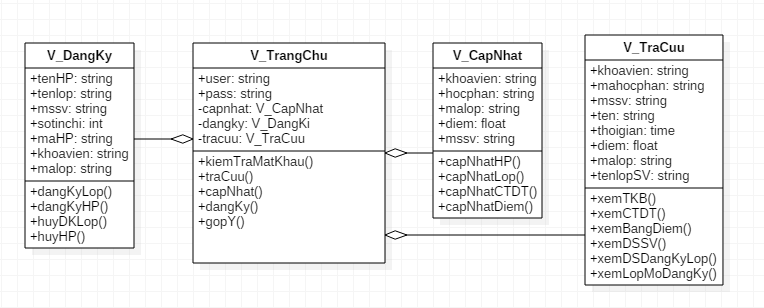 V_DangKy
+tenHP: string
+tenlop: string
+mssv: string
+sotinchi: int
+maHP: string
+khoavien: string
+malop: string
+dangKyLop()
+dangKyHP()
+huyDKLop()
+huyHP()
V_TrangChu
+user: string
+pass: string
-capnhat: V_CapNhat
-dangky: V_DangKi
-tracuu: V_TraCuu
+kiemTraMatKhau()
+traCuu()
+capNhat()
+dangKy()
+gopY()
V_CapNhat
+khoavien: string
+hocphan: string
+malop: string
+diem: float
+mssv: string
+capNhatHP()
+capNhatLop()
+capNhatCTDT()
+capNhatDiem()
V_TraCuu
+khoavien: string
+mahocphan: string
+mssv: string
+ten: string
+thoigian: time
+diem: float
+malop: string
+tenlopSV: string
+xemTKB()
+xemCTDT()
+xemBangDiem()
+xemDSSV()
+xemDSDangKyLop()
+xemLopMoDangKy()